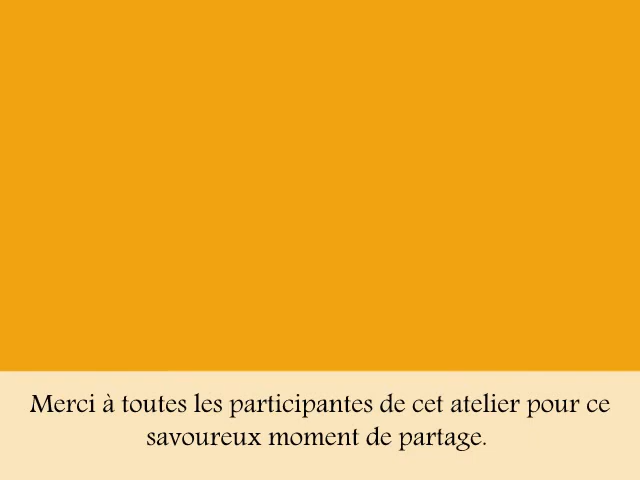 Merci à toutes les participantes de cet atelier pour ce
savoureux moment de partage.